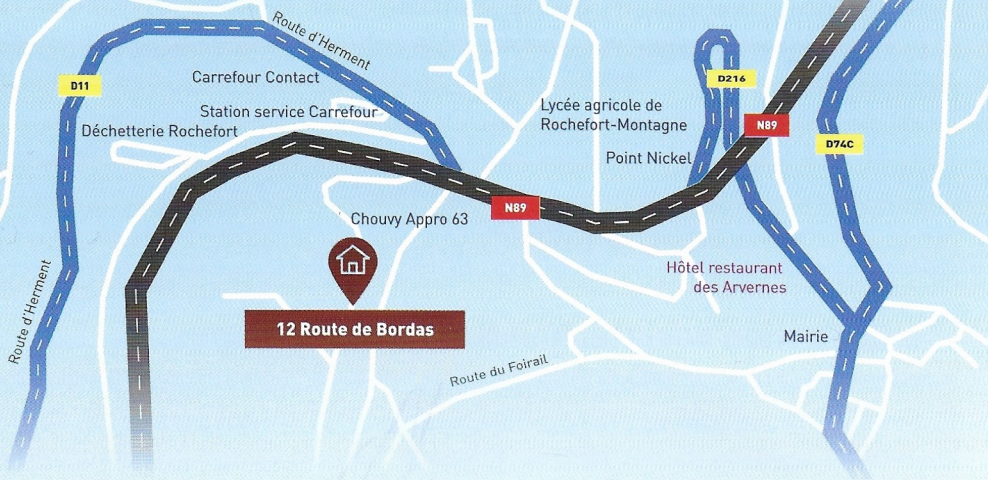 Route d'Herment
D11
Carrefour Contact
D216
Station service Carrefour
Lycée agricole de
Rochefort-Montagne
N89
Déchetterie Rochefort
D74C
Point Nickel
N89
Chouvy Appro 63
Hôtel restaurant
des Arvernes
Route d'Herment
12 Route de Bordas
Mairie
Route du Foirail